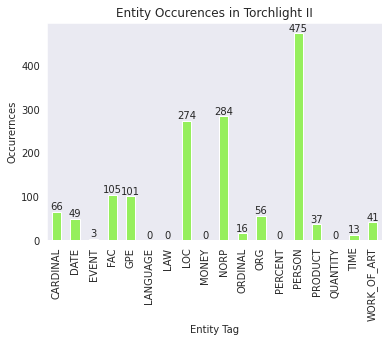 Entity Occurences in Torchlight II
Occurernces
400
300
200
100
0
66
49
3
105
101
0
0
274
0
284
16
56
0
475
37
0
13
41
CARDINAL
DATE
EVENT
FAC
GPE
LANGUAGE
LAW
LOC
MONEY
NORP
ORDINAL
ORG
PERCENT
PERSON
PRODUCT
QUANTITY
TIME
WORK_OF_ART
Entity Tag